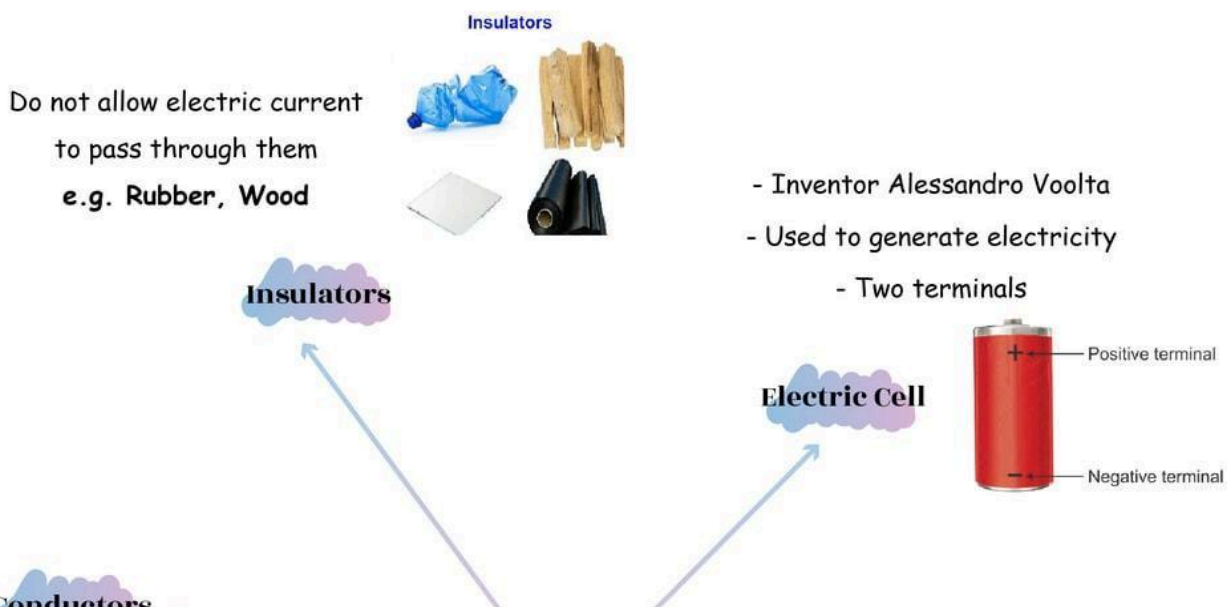 Insulators
Do not allow electric current
to pass through them
e.g. Rubber, Wood
Insulators
- Inventor Alessandro Voolta
- Used to generate electricity
- Two terminals
+
Positive terminal
Electric Cell
−
Negative terminal
Conductors